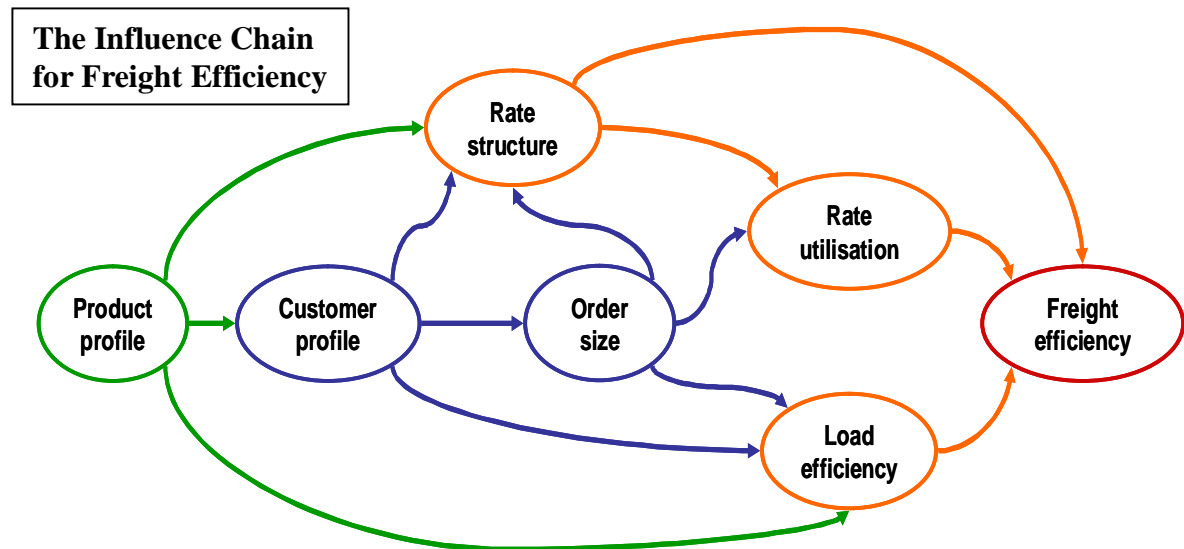 The Influence Chain
for Freight Efficiency
Rate
structure
Rate
utilisation
Product
profile
Customer
profile
Order
size
Freight
efficiency
Load
efficiency